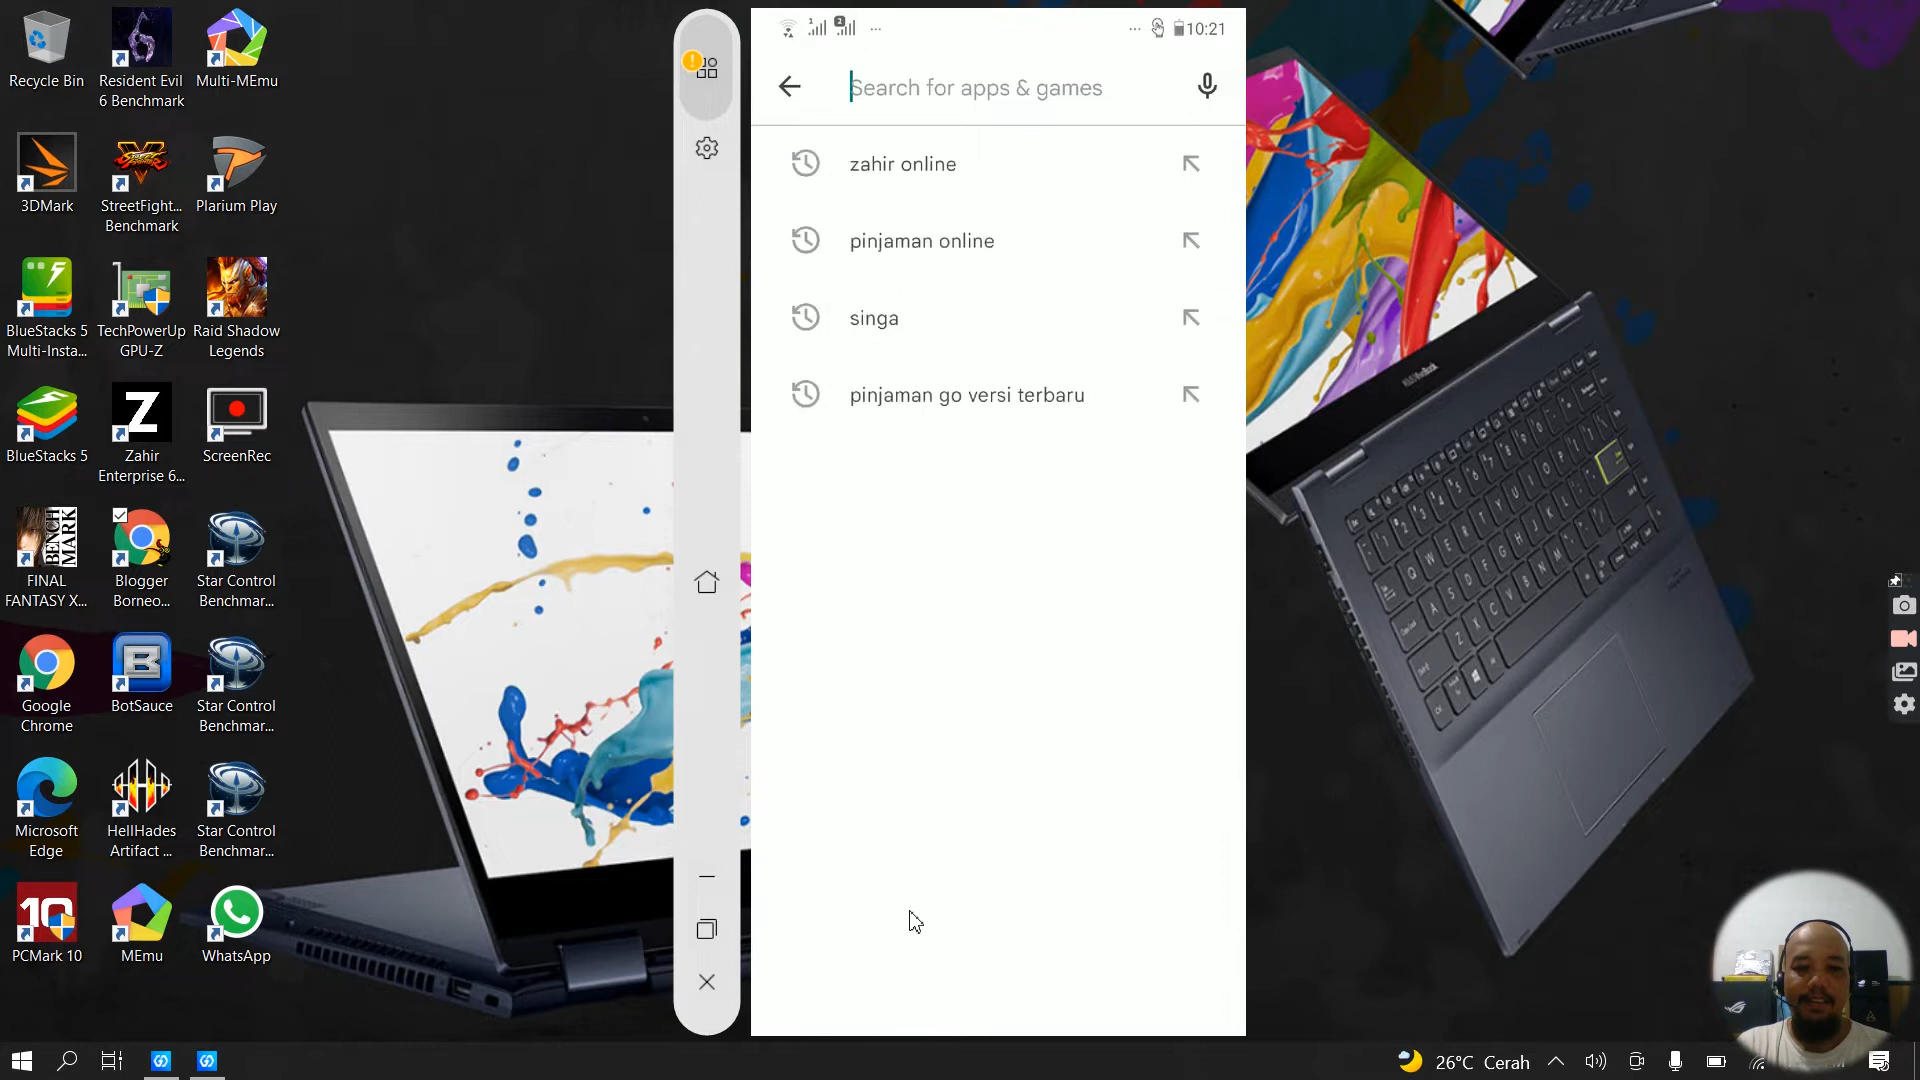 Recycle Bin
Resident Evil
6 Benchmark
Multi-MEmu
3DMark
StreetFight...
Benchmark
Plarium Play
BlueStacks 5
Multi-Insta...
TechPowerUp
GPU-Z
Raid Shadow
Legends
BlueStacks 5
Zahir
Enterprise 6...
ScreenRec
FINAL
FANTASY X...
Blogger
Borneo...
Star Control
Benchmar...
Google
Chrome
BotSauce
Star Control
Benchmar...
Microsoft
Edge
HellHades
Artifact ...
Star Control
Benchmar...
PCMark 10
MEmu
WhatsApp
10:21
Search for apps & games
zahir online
pinjaman online
singa
pinjaman go versi terbaru
26°C Cerah